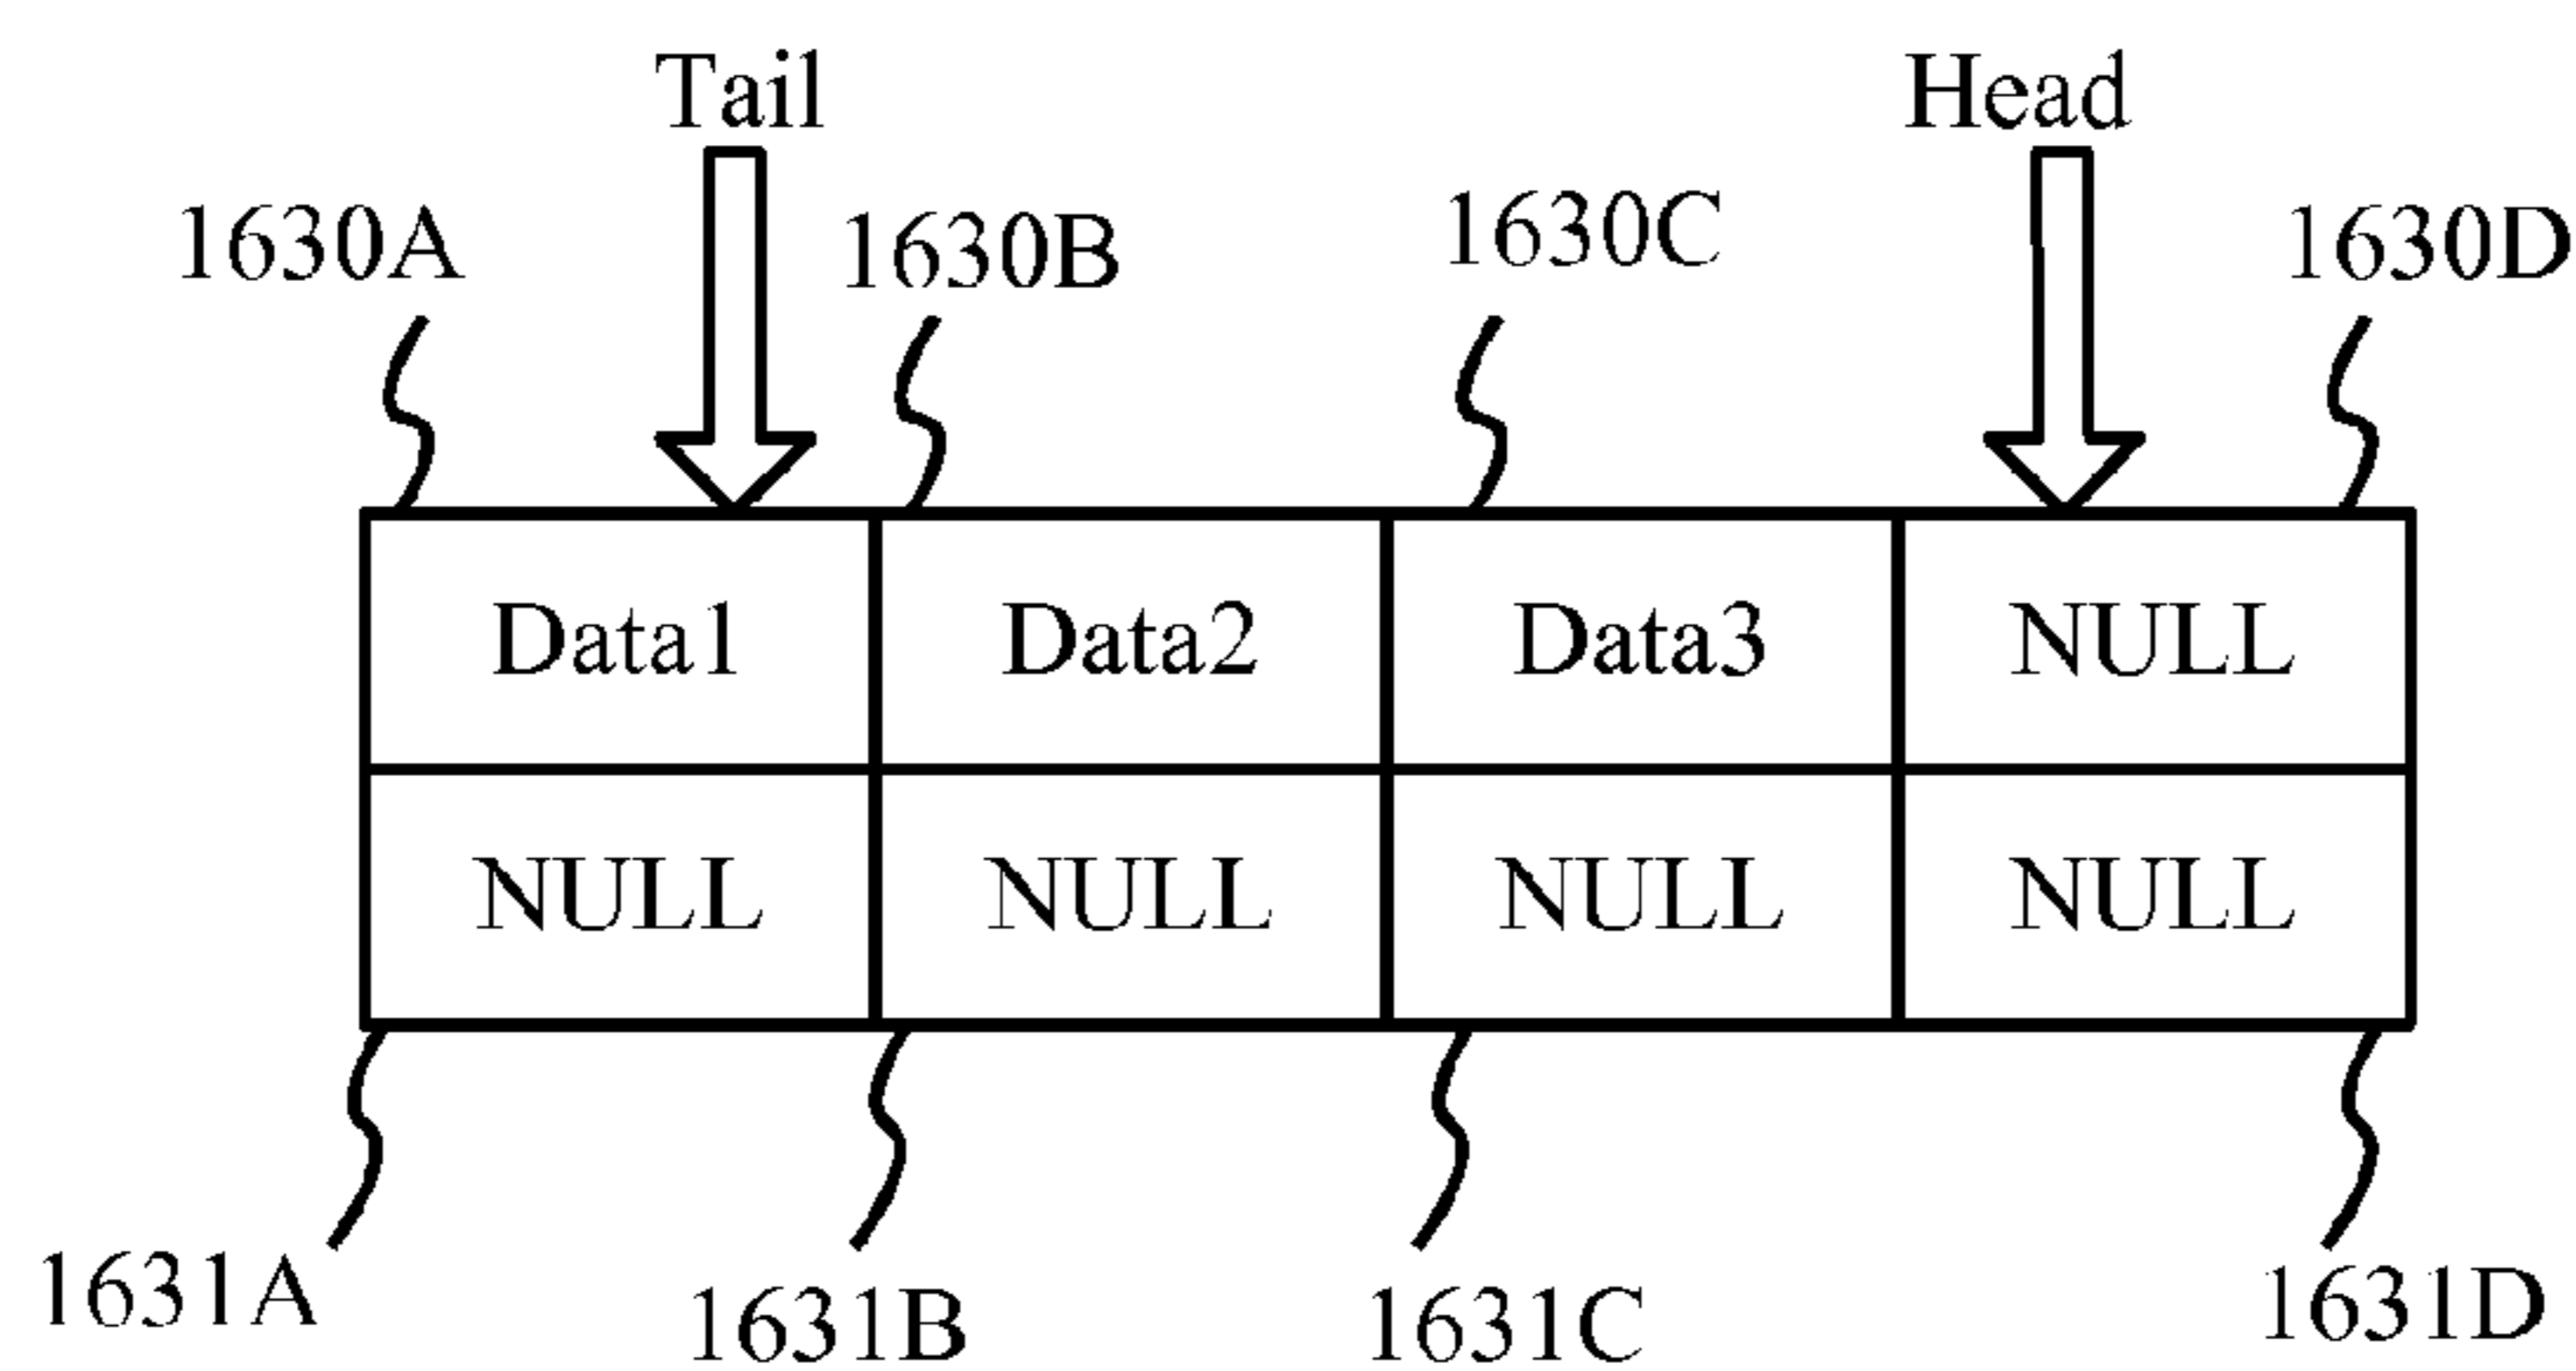 Tail Head
1630A 1630B 1630C 1630D
Data1 Data2 Data3 NULL
NULL NULL NULL NULL
1631A 1631B 1631C 1631D